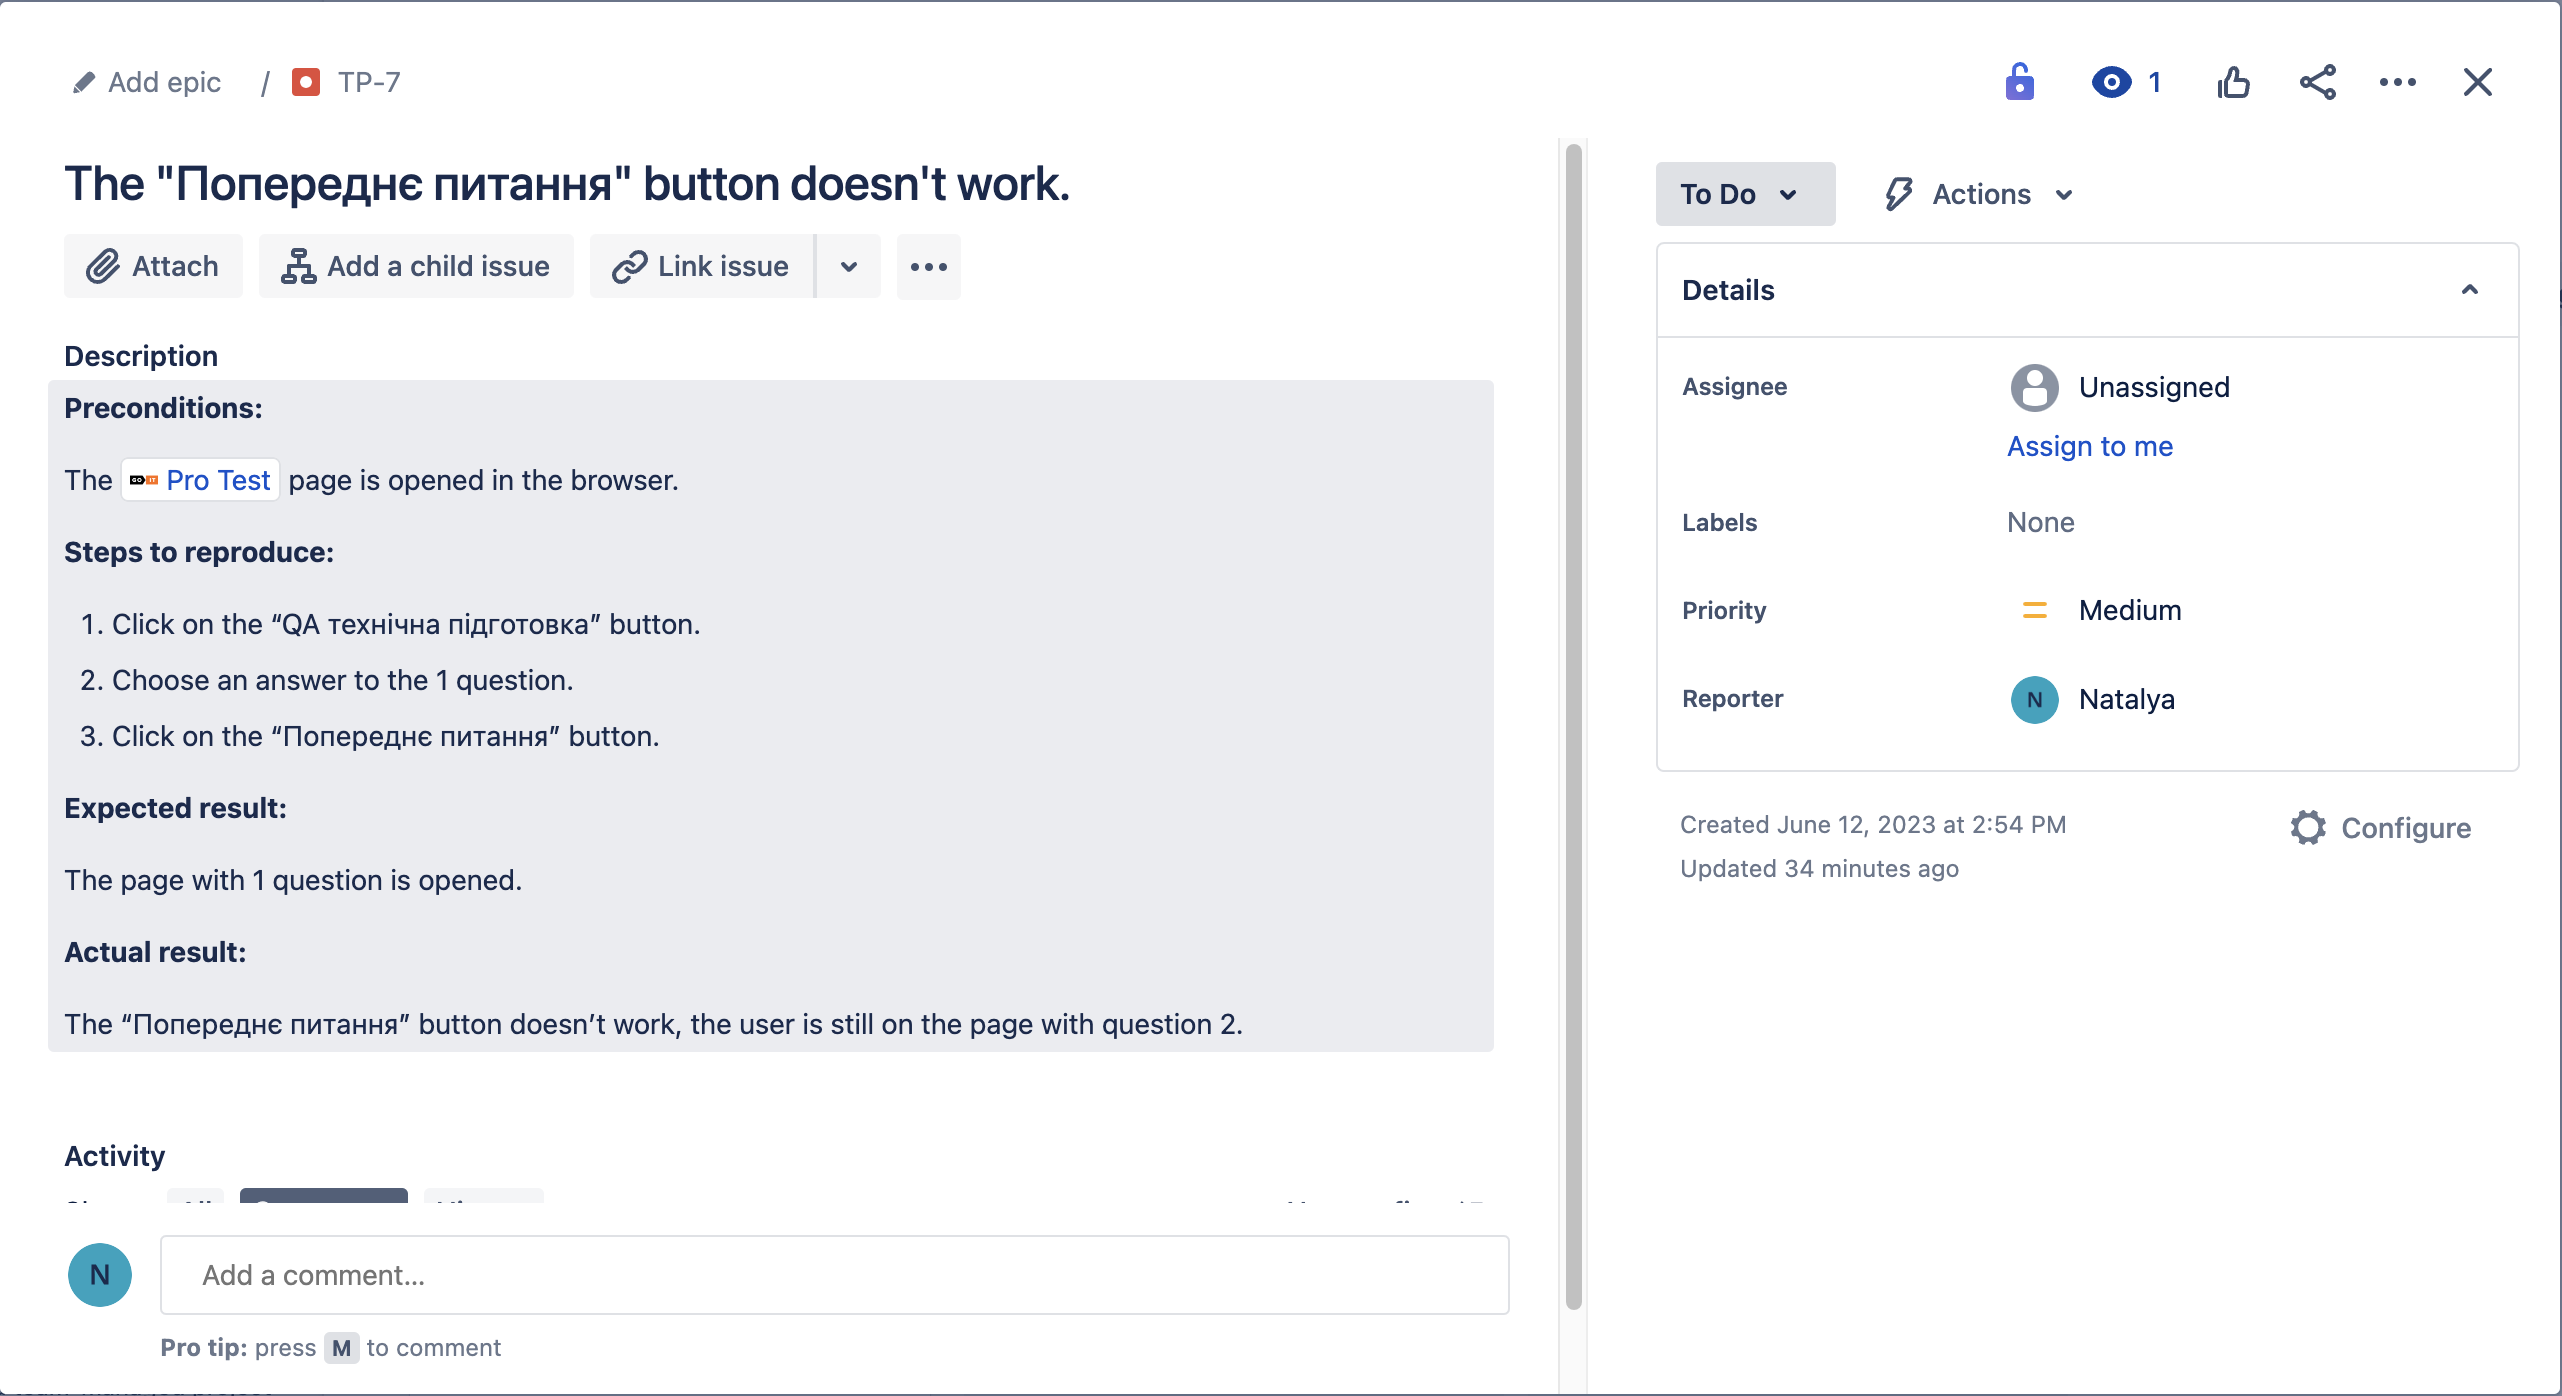 Add epic / TP-7
1
The "Попереднє питання" button doesn't work.
Attach Add a child issue Link issue
Description
Preconditions:
The GO IT Pro Test page is opened in the browser.
Steps to reproduce:
1. Click on the “QA технічна підготовка” button.
2. Choose an answer to the 1 question.
3. Click on the “Попереднє питання” button.
Expected result:
The page with 1 question is opened.
Actual result:
The “Попереднє питання” button doesn’t work, the user is still on the page with question 2.
Activity
N Add a comment...
Pro tip: press M to comment
To Do Actions
Details
Assignee Unassigned
Assign to me
Labels None
Priority Medium
Reporter N Natalya
Created June 12, 2023 at 2:54 PM
Configure
Updated 34 minutes ago